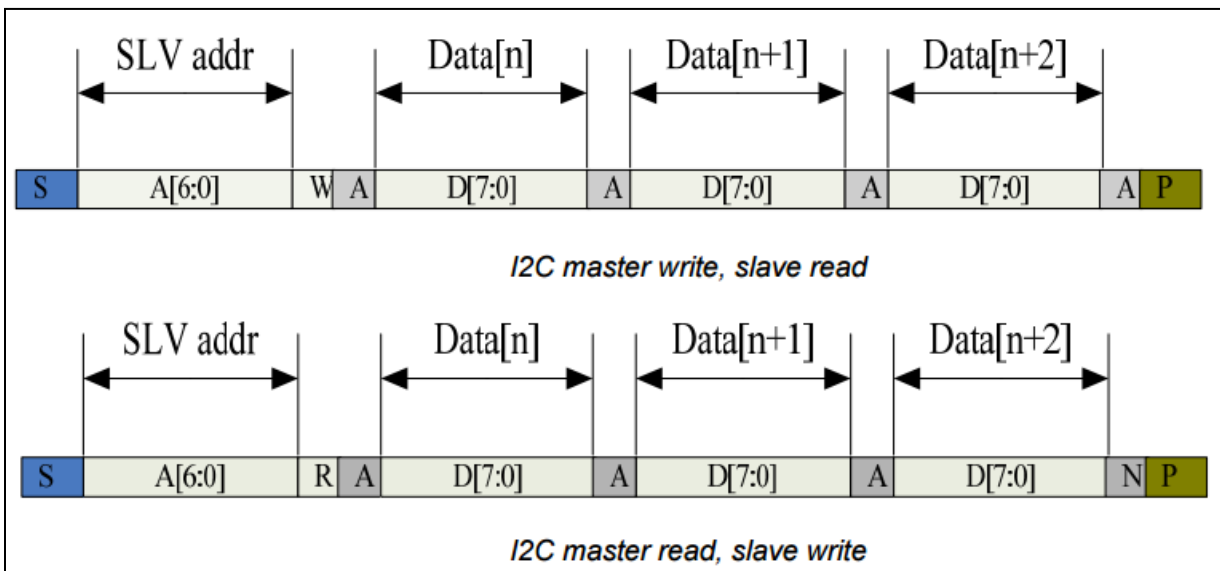 SLV addr Data[n] Data[n+1] Data[n+2]
S A[6:0] W A D[7:0] A D[7:0] A D[7:0] A P
I2C master write, slave read
SLV addr Data[n] Data[n+1] Data[n+2]
S A[6:0] R A D[7:0] A D[7:0] A D[7:0] N P
I2C master read, slave write